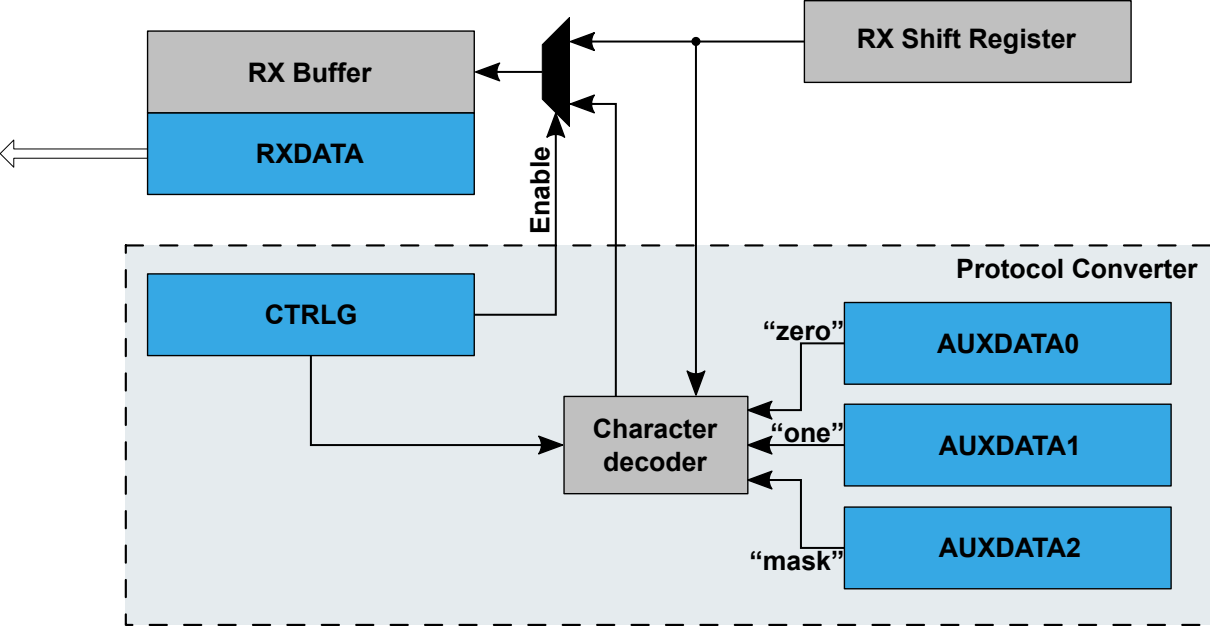 RX Shift Register
RX Buffer
RXDATA
Enable
Protocol Converter
CTRLG
“zero”
AUXDATA0
Character
decoder
“one”
AUXDATA1
“mask”
AUXDATA2